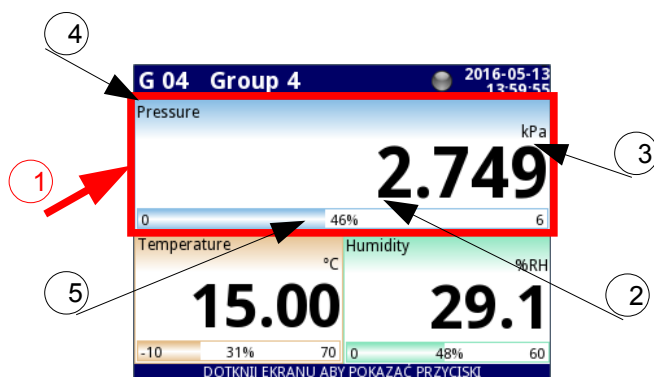 4
G 04 Group 4
2016-05-13
13:59:55
Pressure
kPa
3
2.749
1
0 46% 6
Temperature
°C
Humidity
%RH
5
2
15.00
29.1
-10 31% 70
0 48% 60
DOTKNIJ EKRANU ABY POKAZAĆ PRZYCISKI